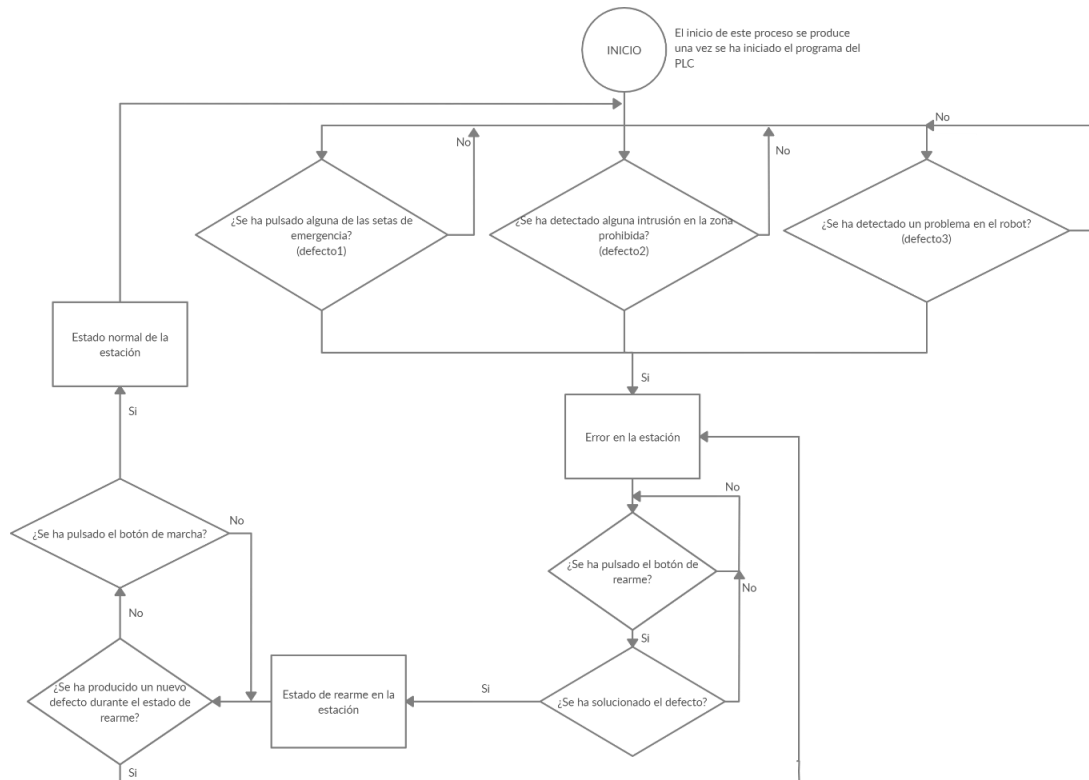 INICIO
El inicio de este proceso se produce
una vez se ha iniciado el programa del
PLC
No
No
No
¿Se ha pulsado alguna de las setas de
emergencia?
(defecto1)
¿Se ha detectado alguna intrusión en la zona
prohibida?
(defecto2)
¿Se ha detectado un problema en el robot?
(defecto3)
Estado normal de la
estación
Si
Si
Error en la estación
No
No
¿Se ha pulsado el botón de marcha?
¿Se ha pulsado el botón de
rearme?
No
No
Si
¿Se ha producido un nuevo
defecto durante el estado de
rearme?
Estado de rearme en la
estación
Si
¿Se ha solucionado el defecto?
Si